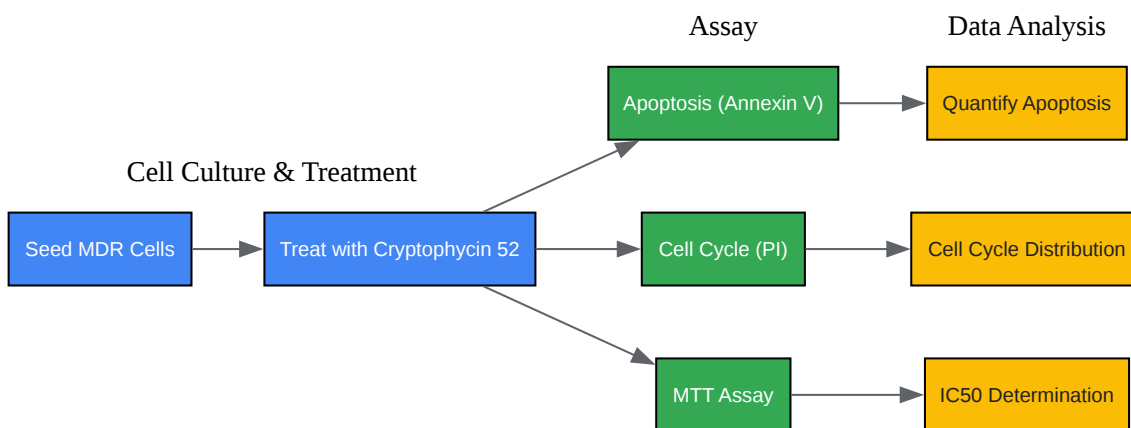 Assay
Data Analysis
Apoptosis (Annexin V)
Quantify Apoptosis
Cell Culture & Treatment
Seed MDR Cells
Treat with Cryptophycin 52
Cell Cycle (PI)
Cell Cycle Distribution
MTT Assay
IC50 Determination